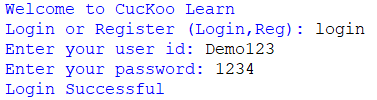 Welcome to CucKoo Learn
Login or Register (Login,Reg): login
Enter your user id: Demo123
Enter your password: 1234
Login Successful